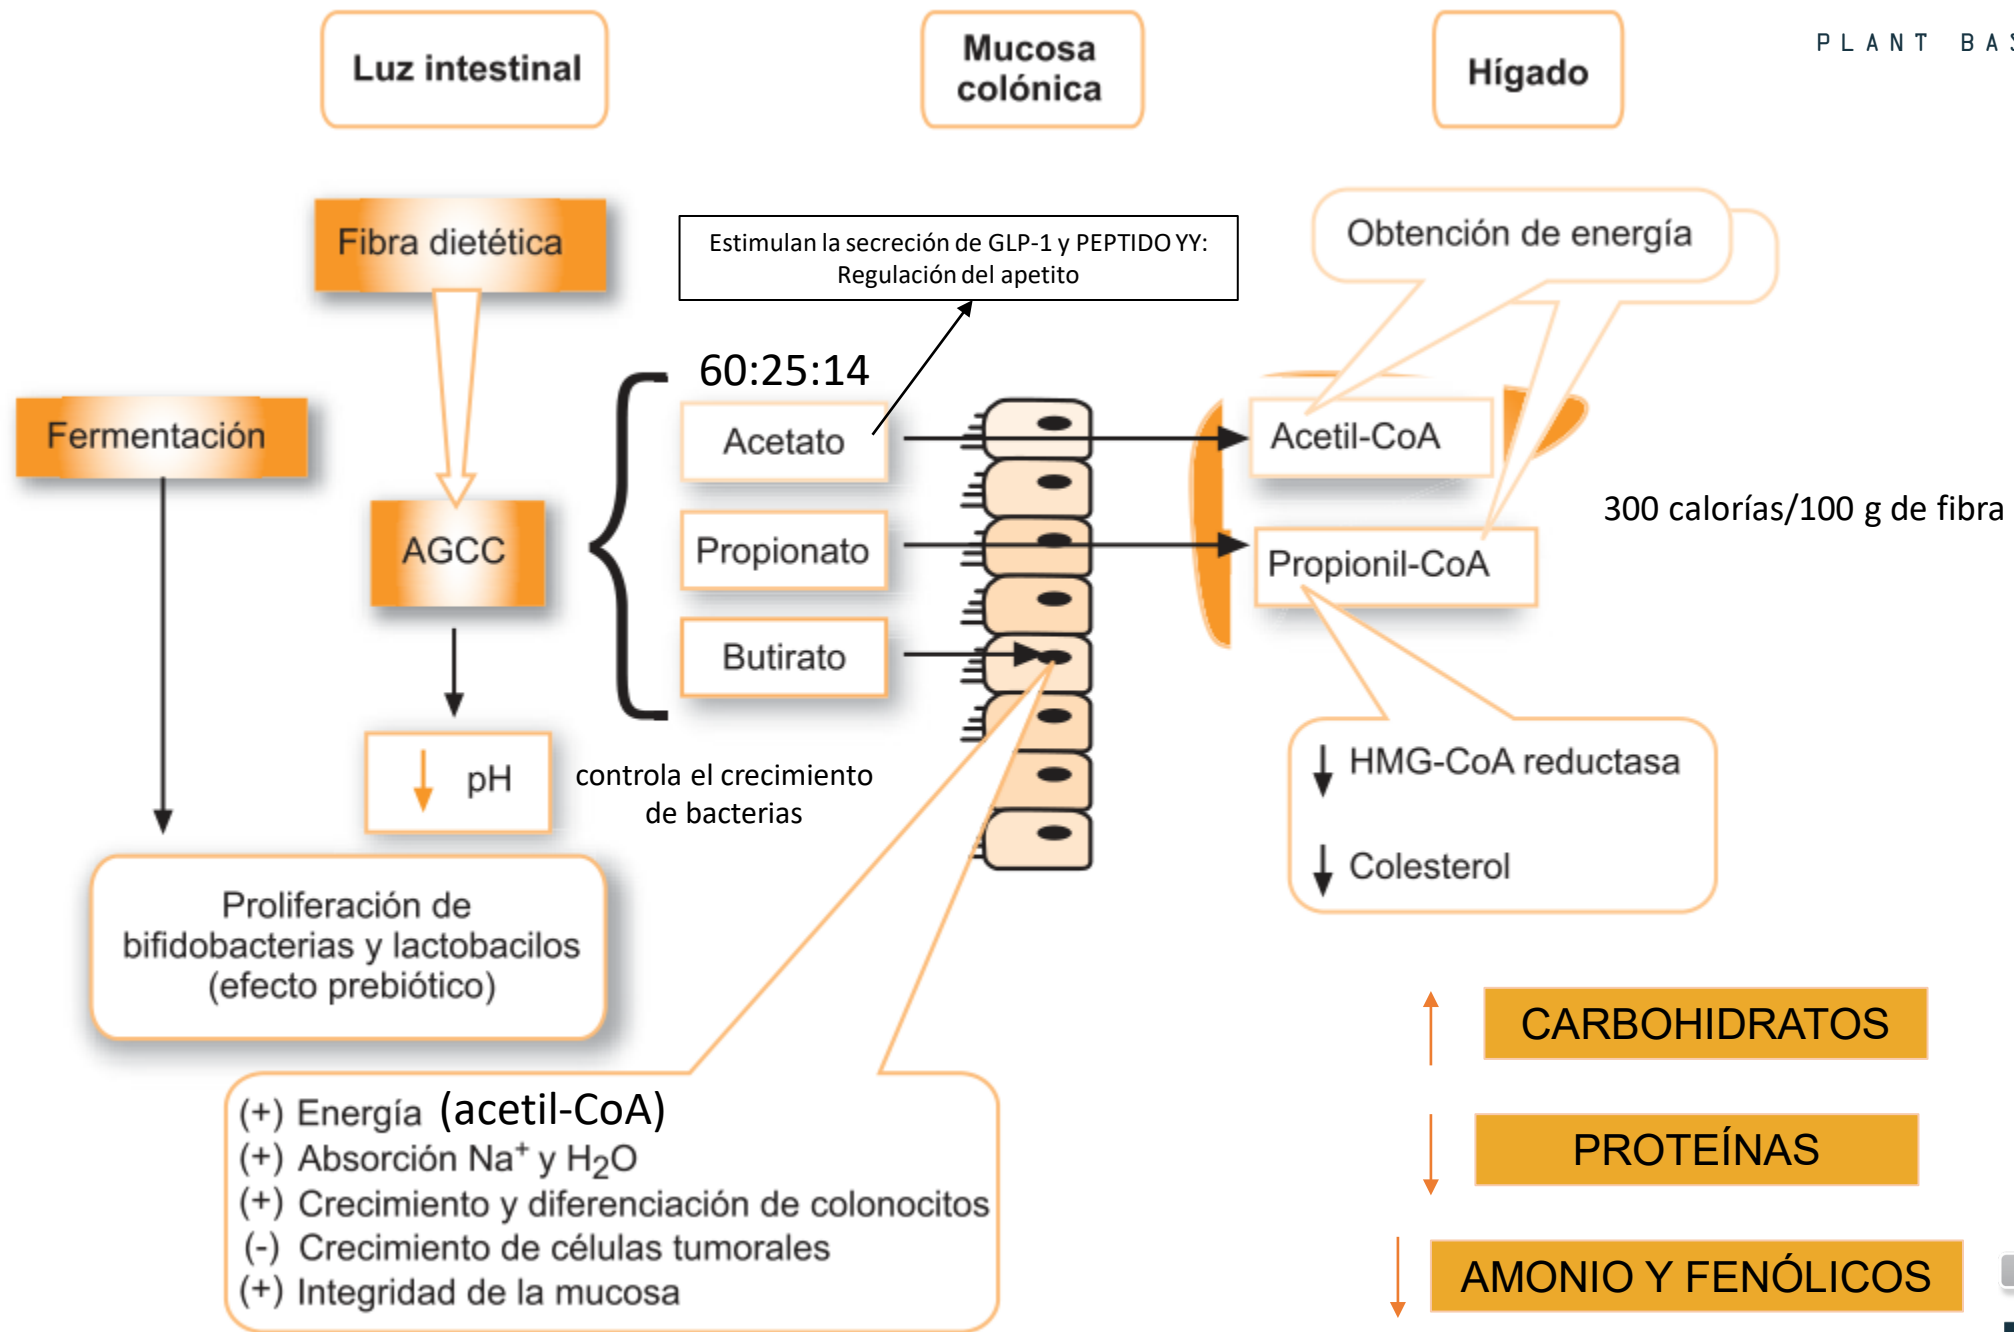 Luz intestinal
Mucosa
colónica
Hígado
PLANT BAS
Fibra dietética
Estimulan la secreción de GLP-1 y PEPTIDO YY:
Regulación del apetito
Obtención de energía
60:25:14
Fermentación
Acetato
Acetil-CoA
300 calorías/100 g de fibra
AGCC
Propionato
Propionil-CoA
Butirato
↓ pH
controla el crecimiento
de bacterias
↓ HMG-CoA reductasa
↓ Colesterol
Proliferación de
bifidobacterias y lactobacilos
(efecto prebiótico)
(+) Energía (acetil-CoA)
(+) Absorción Na⁺ y H₂O
(+) Crecimiento y diferenciación de colonocitos
(-) Crecimiento de células tumorales
(+) Integridad de la mucosa
↑ CARBOHIDRATOS
↓ PROTEÍNAS
↓ AMONIO Y FENÓLICOS